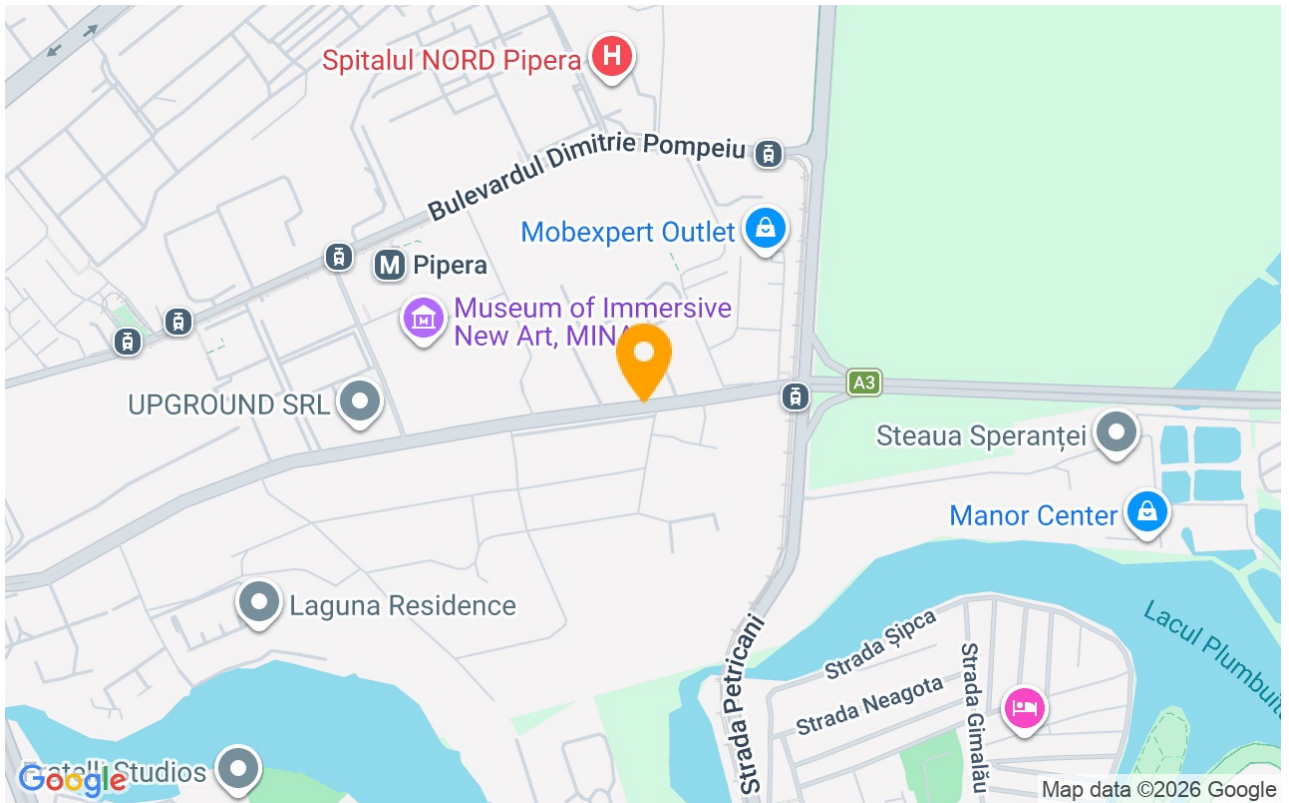 Spitalul NORD Pipera
H
Bulevardul Dimitrie Pompeiu
Mobexpert Outlet
M Pipera
Museum of Immersive
New Art, MINA
UPGROUND SRL
A3
Steaua Speranței
Manor Center
Laguna Residence
Lacul Plumbuita
Strada Șipca
Strada Neagota
Strada Gimalău
Strada Petricani
Fratelli Studios
Google
Map data ©2026 Google